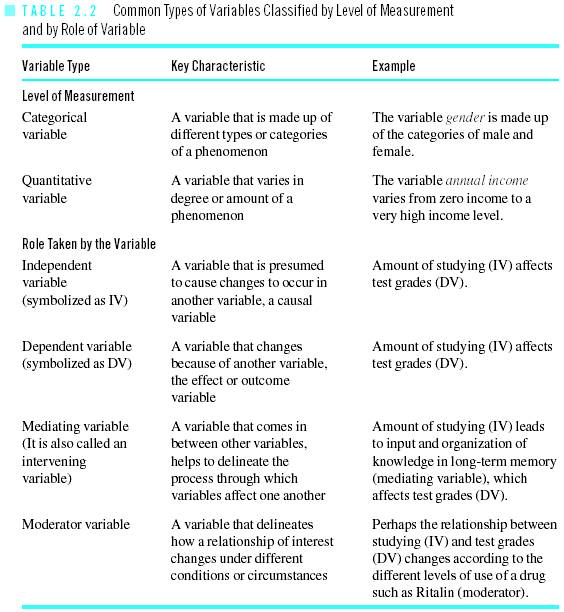 TABLE 2.2 Common Types of Variables Classified by Level of Measurement
and by Role of Variable
Variable Type Key Characteristic Example
Level of Measurement
Categorical A variable that is made up of The variable gender is made up
variable different types or categories of the categories of male and
of a phenomenon female.
Quantitative A variable that varies in The variable annual income
variable degree or amount of a varies from zero income to a
phenomenon very high income level.
Role Taken by the Variable
Independent A variable that is presumed Amount of studying (IV) affects
variable to cause changes to occur in test grades (DV).
(symbolized as IV) another variable, a causal
variable
Dependent variable A variable that changes Amount of studying (IV) affects
(symbolized as DV) because of another variable, test grades (DV).
the effect or outcome
variable
Mediating variable A variable that comes in Amount of studying (IV) leads
(It is also called an between other variables, to input and organization of
intervening helps to delineate the knowledge in long-term memory
variable) process through which (mediating variable), which
variables affect one another affects test grades (DV).
Moderator variable A variable that delineates Perhaps the relationship between
how a relationship of interest studying (IV) and test grades
changes under different (DV) changes according to the
conditions or circumstances different levels of use of a drug
such as Ritalin (moderator).